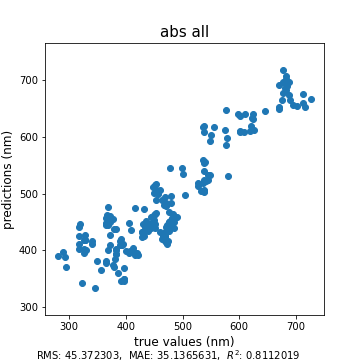 abs all
predictions (nm)
700
600
500
400
300
300 400 500 600 700
true values (nm)
RMS: 45.372303, MAE: 35.1365631, R²: 0.8112019